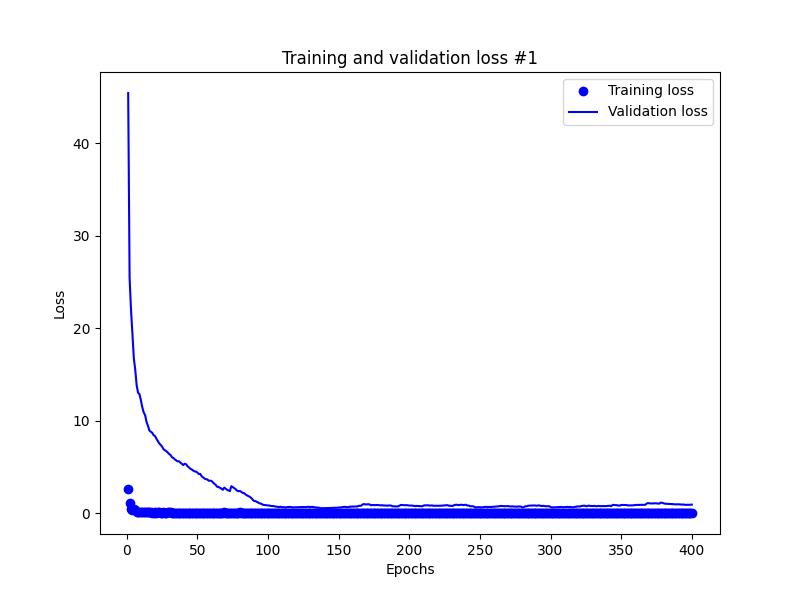 Training and validation loss #1
Training loss
Validation loss
40
30
20
10
0
Loss
0 50 100 150 200 250 300 350 400
Epochs